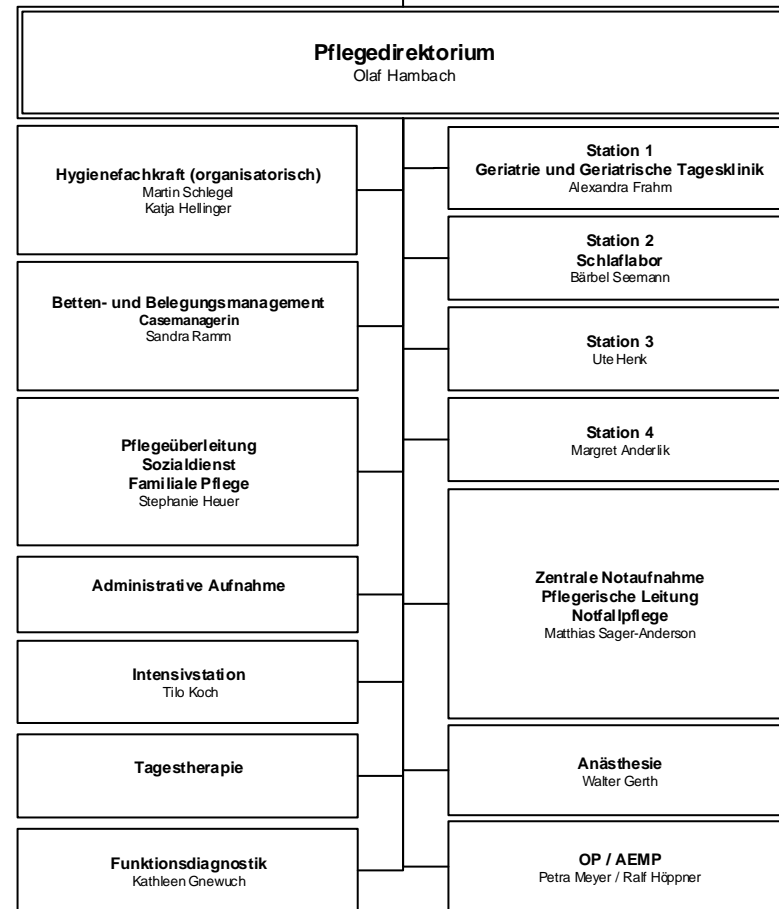 Pflegedirektorium
Olaf Hambach
Hygienefachkraft (organisatorisch)
Martin Schlegel
Katja Hellinger
Betten- und Belegungsmanagement
Casemanagerin
Sandra Ramm
Pflegeüberleitung
Sozialdienst
Familiale Pflege
Stephanie Heuer
Administrative Aufnahme
Intensivstation
Tilo Koch
Tagestherapie
Funktionsdiagnostik
Kathleen Gnewuch
Station 1
Geriatrie und Geriatrische Tagesklinik
Alexandra Frahm
Station 2
Schlaflabor
Bärbel Seemann
Station 3
Ute Henk
Station 4
Margret Anderlik
Zentrale Notaufnahme
Pflegerische Leitung
Notfallpflege
Matthias Sager-Anderson
Anästhesie
Walter Gerth
OP / AEMP
Petra Meyer / Ralf Höppner